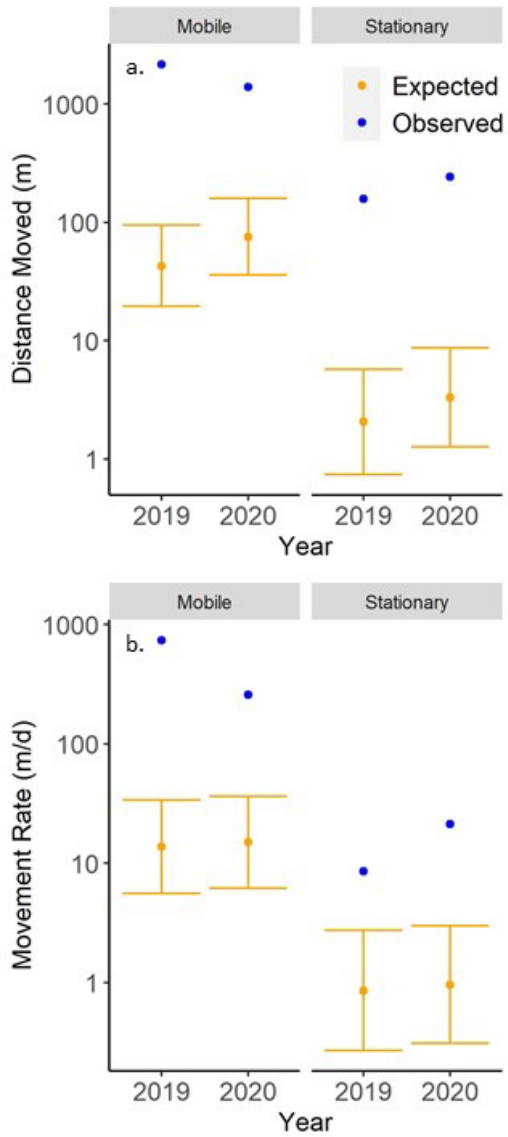 Mobile Stationary
a.
Expected
Observed
1000
100
10
1
Distance Moved (m)
2019 2020 2019 2020
Year
Mobile Stationary
b.
1000
100
10
1
Movement Rate (m/d)
2019 2020 2019 2020
Year